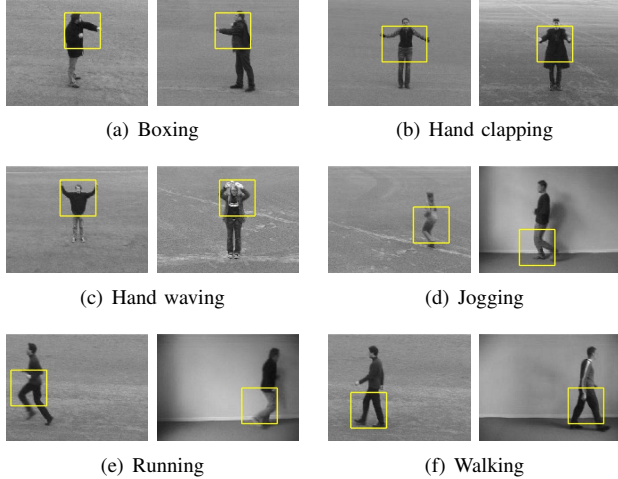 (a) Boxing
(b) Hand clapping
(c) Hand waving
(d) Jogging
(e) Running
(f) Walking